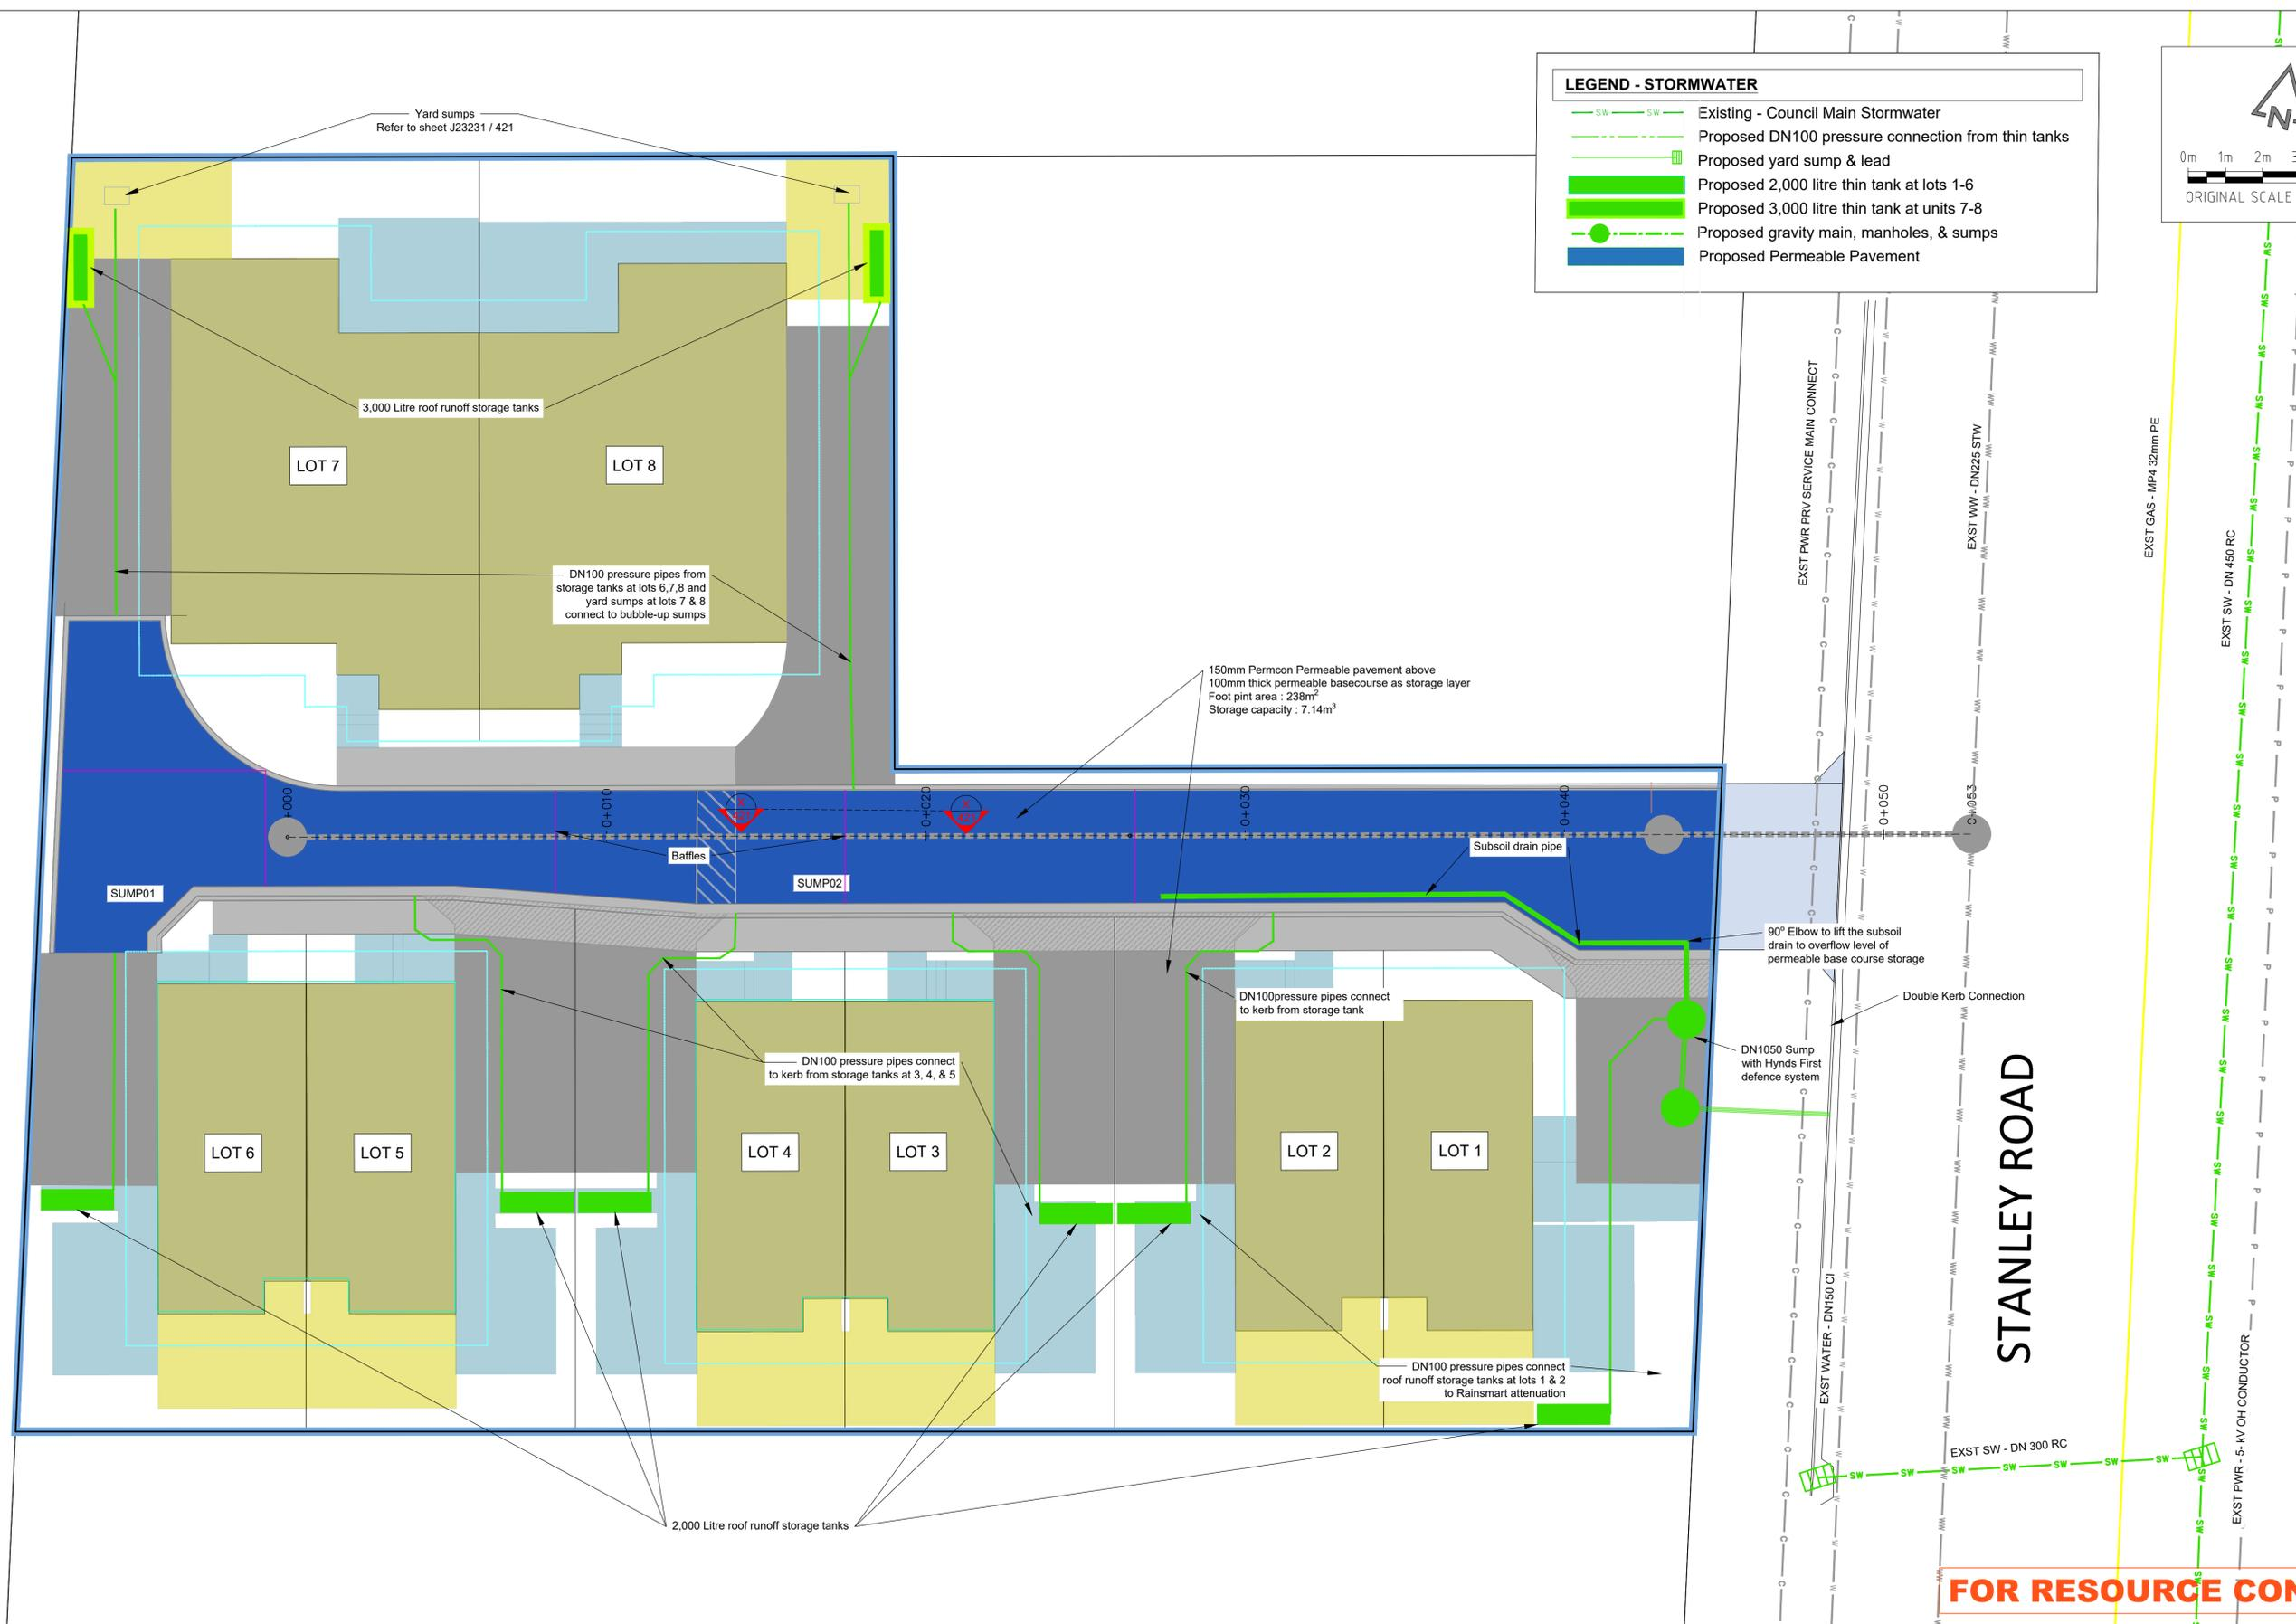 LEGEND - STORMWATER
Existing - Council Main Stormwater
Proposed DN100 pressure connection from thin tanks
Proposed yard sump & lead
Proposed 2,000 litre thin tank at lots 1-6
Proposed 3,000 litre thin tank at units 7-8
Proposed gravity main, manholes, & sumps
Proposed Permeable Pavement
0m 1m 2m
ORIGINAL SCALE
Yard sumps
Refer to sheet J23231 / 421
3,000 Litre roof runoff storage tanks
LOT 7
LOT 8
DN100 pressure pipes from
storage tanks at lots 6,7,8 and
yard sumps at lots 7 & 8
connect to bubble-up sumps
150mm Permcon Permeable pavement above
100mm thick permeable basecourse as storage layer
Foot pint area : 238m²
Storage capacity : 7.14m³
0+010
0+020
0+030
0+040
0+050
0+053
Baffles
Subsoil drain pipe
SUMP01
SUMP02
90° Elbow to lift the subsoil
drain to overflow level of
permeable base course storage
Double Kerb Connection
DN100pressure pipes connect
to kerb from storage tank
DN100 pressure pipes connect
to kerb from storage tanks at 3, 4, & 5
DN1050 Sump
with Hynds First
defence system
LOT 6
LOT 5
LOT 4
LOT 3
LOT 2
LOT 1
DN100 pressure pipes connect
roof runoff storage tanks at lots 1 & 2
to Rainsmart attenuation
2,000 Litre roof runoff storage tanks
EXST PWR PRV SERVICE MAIN CONNECT
EXST WW - DN225 STW
EXST GAS - MP4 32mm PE
EXST SW - DN 450 RC
EXST WATER - DN150 CI
STANLEY ROAD
EXST SW - DN 300 RC
EXST PWR - 5- kV OH CONDUCTOR
FOR RESOURCE CON